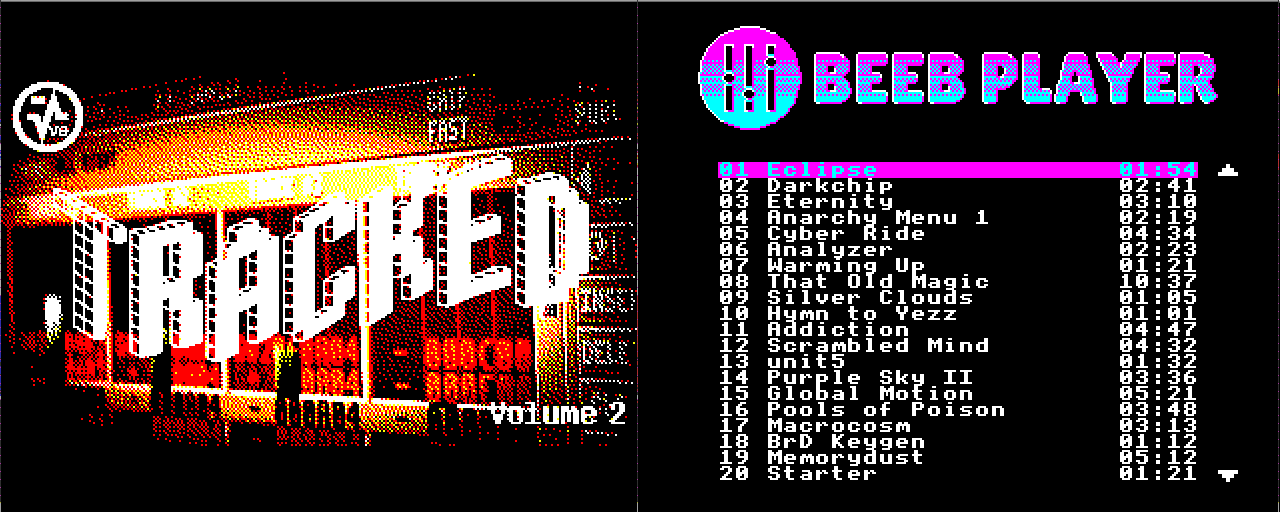 SHIP
FAST
TRACK 02
TRACKED
Volume 2
BEEB PLAYER
01 Eclipse 01:54
02 Darkchip 02:41
03 Eternity 03:10
04 Anarchy Menu 1 02:19
05 Cyber Ride 04:34
06 Analyzer 02:23
07 Warming Up 01:21
08 That Old Magic 10:37
09 Silver Clouds 01:05
10 Hymn to Yezz 01:01
11 Addiction 04:47
12 Scrambled Mind 04:32
13 unit5 01:32
14 Purple Sky II 03:36
15 Global Motion 05:21
16 Pools of Poison 03:48
17 Macrocosm 03:13
18 BrD Keygen 01:12
19 Memorydust 05:12
20 Starter 01:21